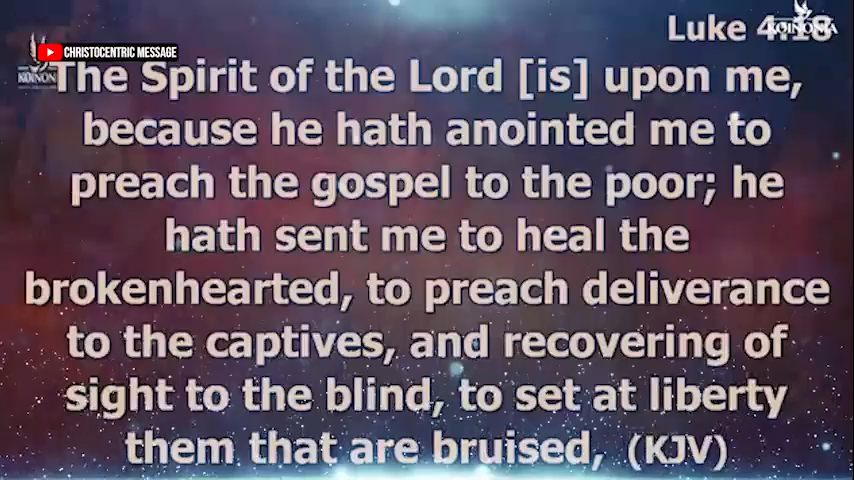 Luke 4:18
KOINONIA
CHRISTOCENTRIC MESSAGE
KOINON
The Spirit of the Lord [is] upon me,
because he hath anointed me to
preach the gospel to the poor; he
hath sent me to heal the
brokenhearted, to preach deliverance
to the captives, and recovering of
sight to the blind, to set at liberty
them that are bruised, (KJV)